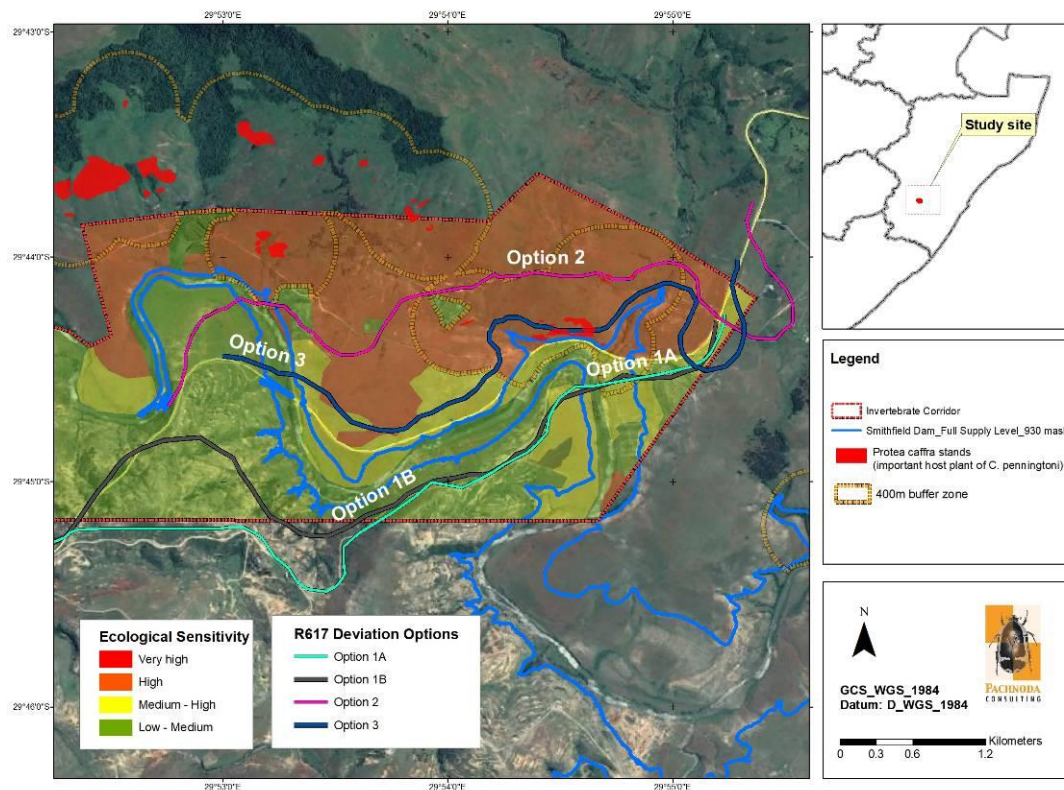 29°53'0"E
29°54'0"E
29°55'0"E
29°43'0"S
29°44'0"S
29°45'0"S
29°46'0"S
Option 2
Option 3
Option 1A
Option 1B
Ecological Sensitivity
Very high
High
Medium - High
Low - Medium
R617 Deviation Options
Option 1A
Option 1B
Option 2
Option 3
29°53'0"E
29°54'0"E
29°55'0"E
Study site
Legend
Invertebrate Corridor
Smithfield Dam_Full Supply Level_930 mas
Protea caffra stands
(important host plant of C. penningtoni)
400m buffer zone
N
PACHNODA
CONSULTING
GCS_WGS_1984
Datum: D_WGS_1984
Kilometers
0 0.3 0.6 1.2